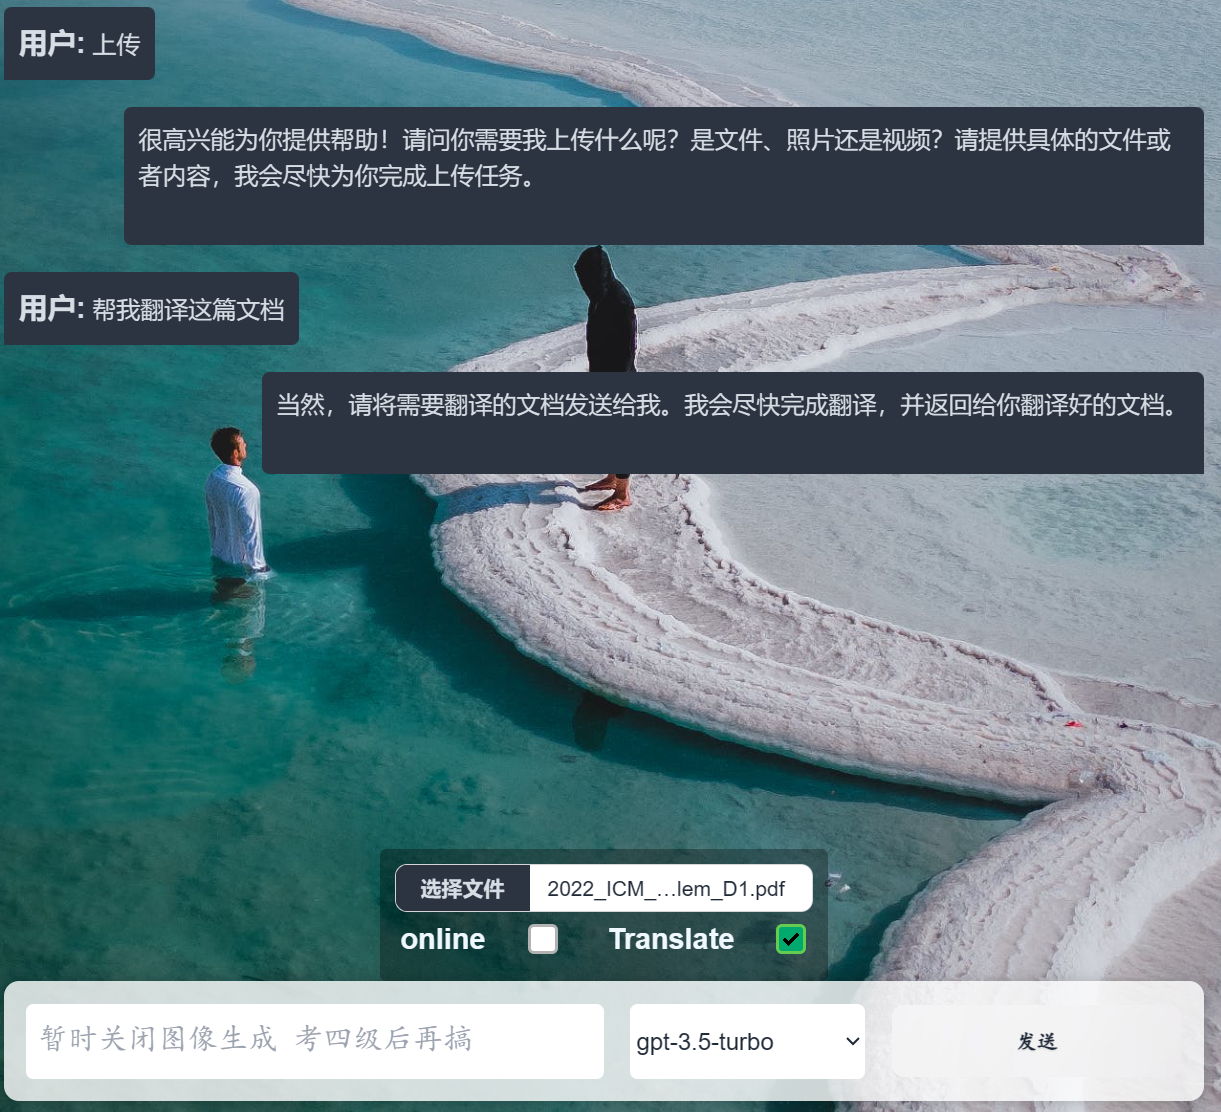 用户: 上传
很高兴能为你提供帮助！请问你需要我上传什么呢？是文件、照片还是视频？请提供具体的文件或
者内容，我会尽快为你完成上传任务。
用户: 帮我翻译这篇文档
当然，请将需要翻译的文档发送给我。我会尽快完成翻译，并返回给你翻译好的文档。
选择文件 2022_ICM_...lem_D1.pdf
online Translate
暂时关闭图像生成 考四级后再搞 gpt-3.5-turbo 发送